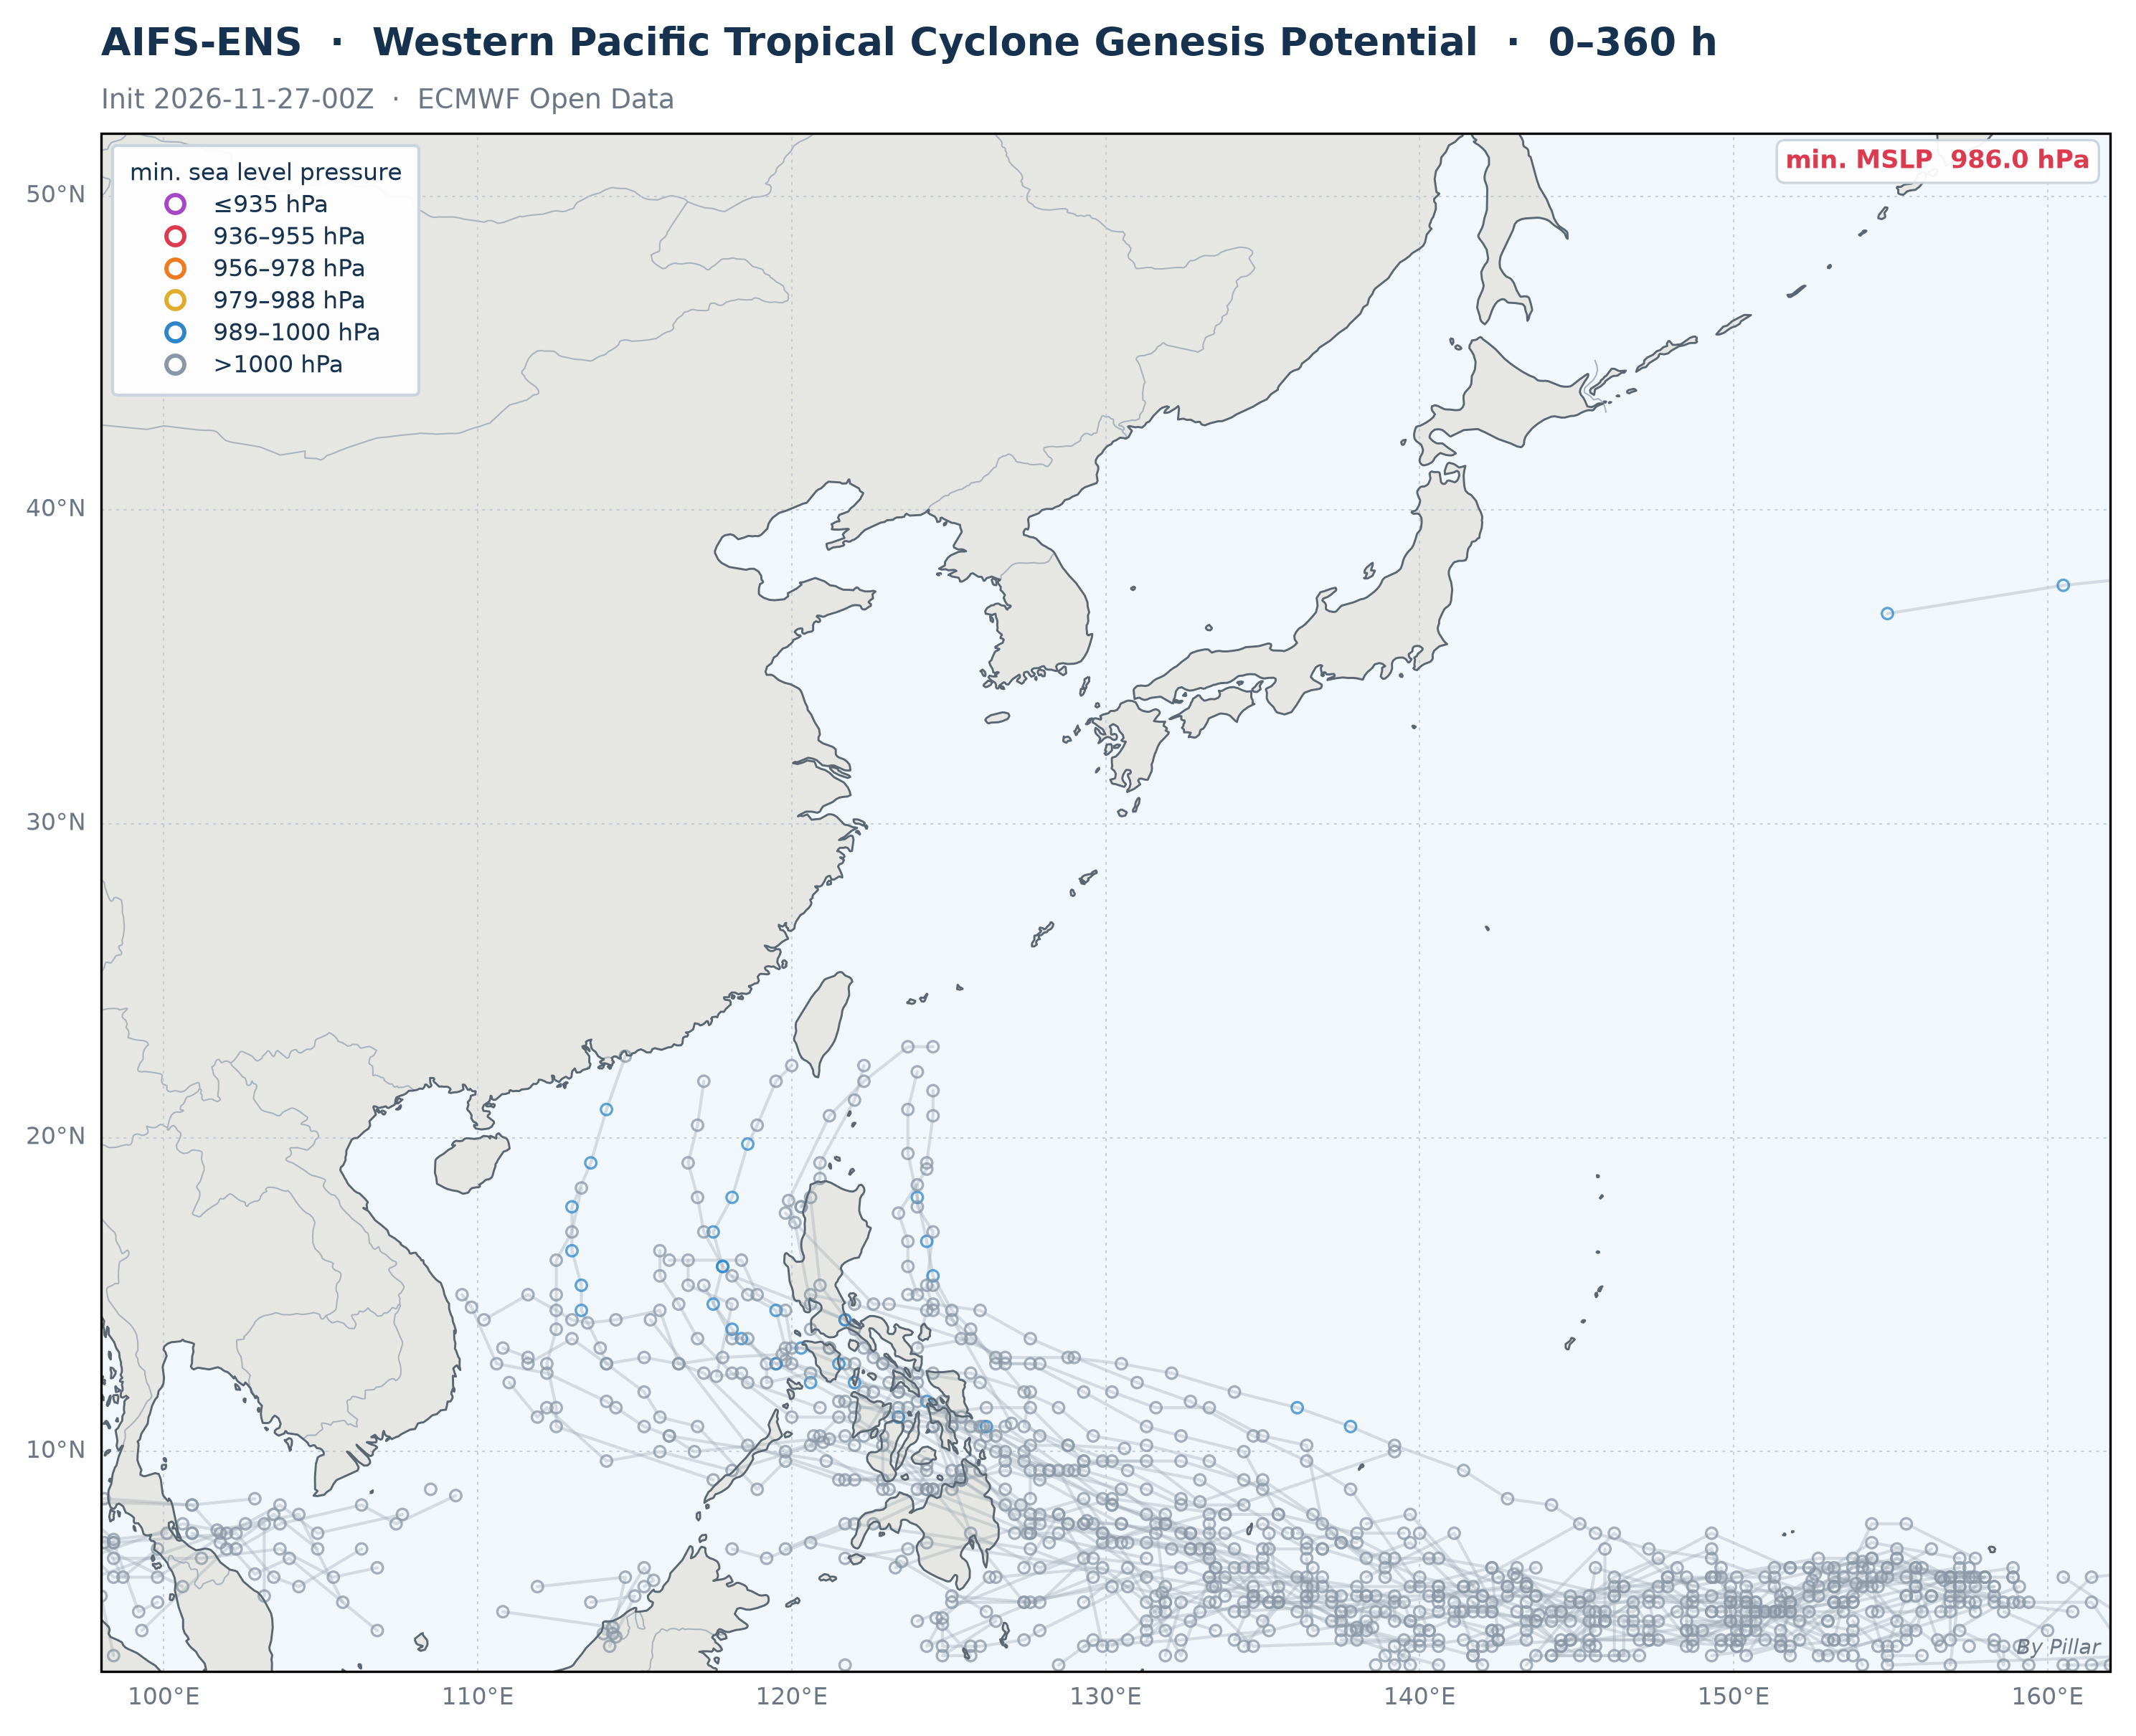 AIFS-ENS · Western Pacific Tropical Cyclone Genesis Potential · 0–360 h
Init 2026-11-27-00Z · ECMWF Open Data
min. sea level pressure
≤935 hPa
936–955 hPa
956–978 hPa
979–988 hPa
989–1000 hPa
>1000 hPa
min. MSLP 986.0 hPa
50°N
40°N
30°N
20°N
10°N
By Pillar
100°E 110°E 120°E 130°E 140°E 150°E 160°E